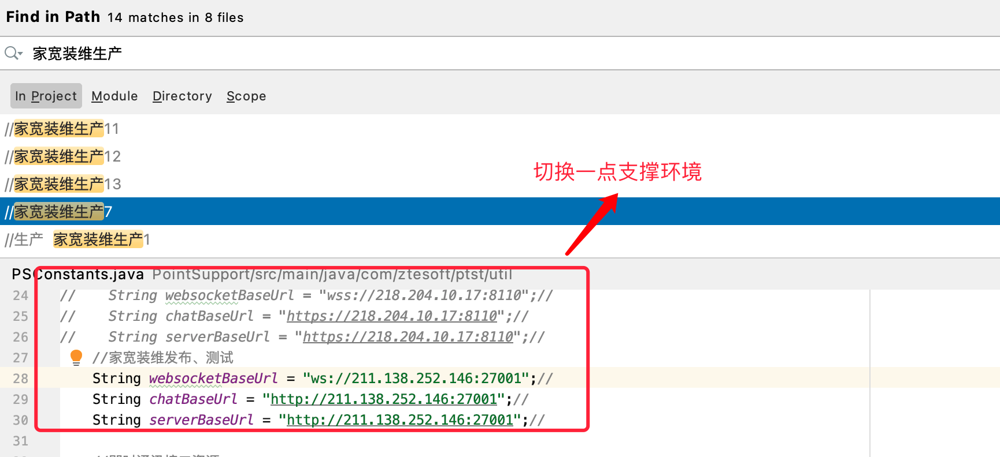 Find in Path 14 matches in 8 files
家宽装维生产
In Project Module Directory Scope
//家宽装维生产11
//家宽装维生产12
//家宽装维生产13
//家宽装维生产7
//生产 家宽装维生产1
切换一点支撑环境
PSConstants.java PointSupport/src/main/java/com/ztesoft/ptst/util
24 // String websocketBaseUrl = "wss://218.204.10.17:8110";//
25 // String chatBaseUrl = "https://218.204.10.17:8110";//
26 // String serverBaseUrl = "https://218.204.10.17:8110";//
27 //家宽装维发布、测试
28 String websocketBaseUrl = "ws://211.138.252.146:27001";//
29 String chatBaseUrl = "http://211.138.252.146:27001";//
30 String serverBaseUrl = "http://211.138.252.146:27001";//
31